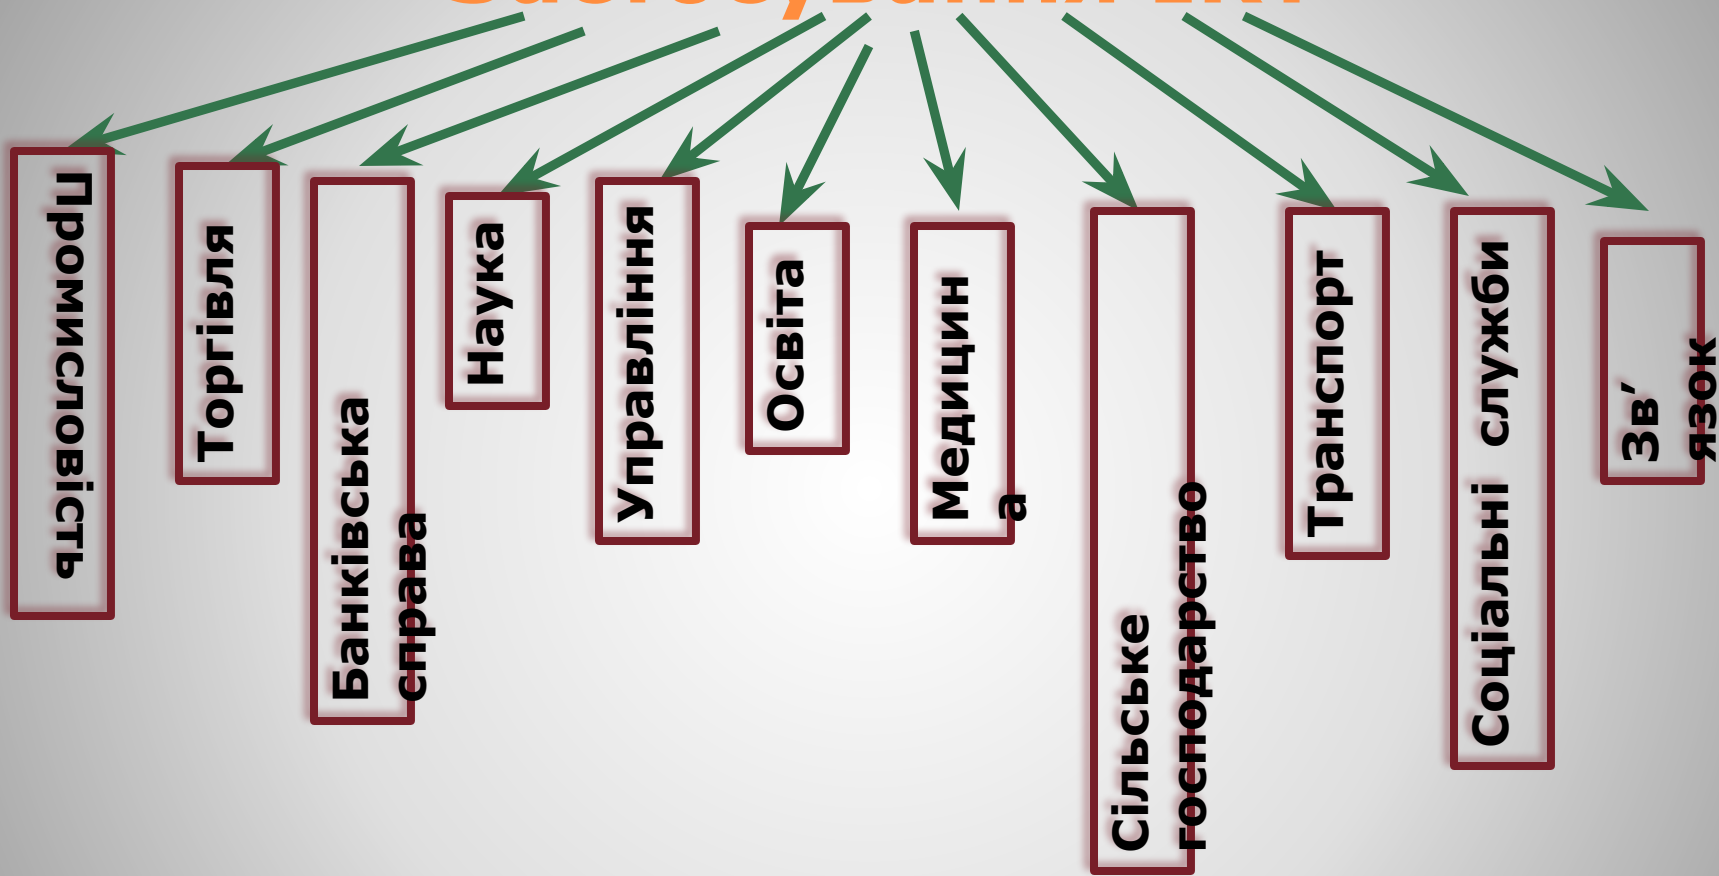 Промисловість
Торгівля
Банківська
справа
Наука
Управління
Освіта
Медицин
а
Сільське
господарство
Транспорт
Соціальні служби
Зв’
язок